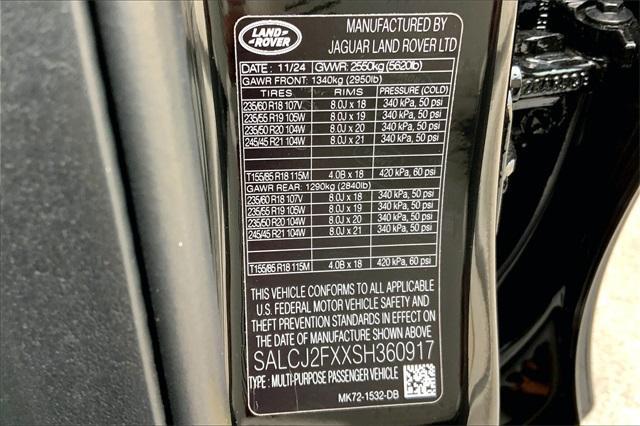 LAND-
ROVER
MANUFACTURED BY
JAGUAR LAND ROVER LTD
DATE : 11/24 GVWR: 2550kg (5620lb)
GAWR FRONT: 1340kg (2950lb)
TIRES RIMS PRESSURE (COLD)
235/60 R18 107V 8.0J x 18 340 kPa, 50 psi
235/55 R19 105W 8.0J x 19 340 kPa, 50 psi
235/50 R20 104W 8.0J x 20 340 kPa, 50 psi
245/45 R21 104W 8.0J x 21 340 kPa, 50 psi
T155/85 R18 115M 4.0B x 18 420 kPa, 60 psi
GAWR REAR: 1290kg (2840lb)
235/60 R18 107V 8.0J x 18 340 kPa, 50 psi
235/55 R19 105W 8.0J x 19 340 kPa, 50 psi
235/50 R20 104W 8.0J x 20 340 kPa, 50 psi
245/45 R21 104W 8.0J x 21 340 kPa, 50 psi
T155/85 R18 115M 4.0B x 18 420 kPa, 60 psi
THIS VEHICLE CONFORMS TO ALL APPLICABLE
U.S. FEDERAL MOTOR VEHICLE SAFETY AND
THEFT PREVENTION STANDARDS IN EFFECT ON
THE DATE OF MANUFACTURE SHOWN ABOVE
SALCJ2FXXSH360917
TYPE: MULTI-PURPOSE PASSENGER VEHICLE
MK72-1532-DB